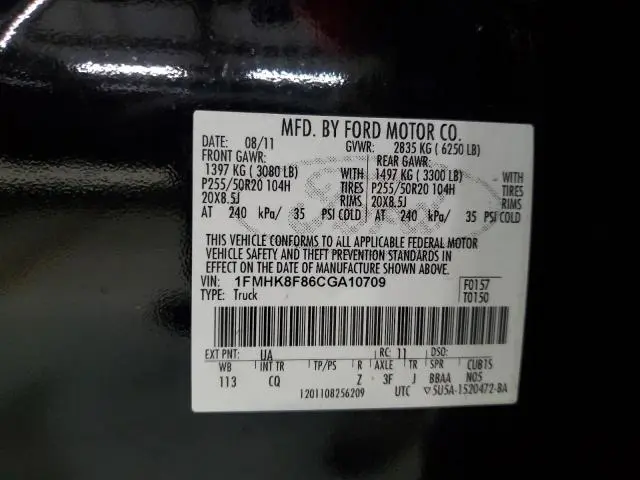 MFD. BY FORD MOTOR CO.
DATE: 08/11 GVWR: 2835 KG ( 6250 LB)
FRONT GAWR: REAR GAWR:
1397 KG ( 3080 LB) WITH 1497 KG ( 3300 LB) WITH
P255/50R20 104H TIRES P255/50R20 104H TIRES
20X8.5J RIMS 20X8.5J RIMS
AT 240 kPa/ 35 PSI COLD AT 240 kPa/ 35 PSI COLD
THIS VEHICLE CONFORMS TO ALL APPLICABLE FEDERAL MOTOR
VEHICLE SAFETY AND THEFT PREVENTION STANDARDS IN
EFFECT ON THE DATE OF MANUFACTURE SHOWN ABOVE.
VIN: 1FMHK8F86CGA10709 F0157
TYPE: Truck T0150
EXT PNT: UA RC: 11 DSO:
WB INT TR TP/PS R AXLE TR SPR CUB1S
113 CQ Z 3F J BBAA N05
1201108256209 UTC 5U5A-1520472-BA